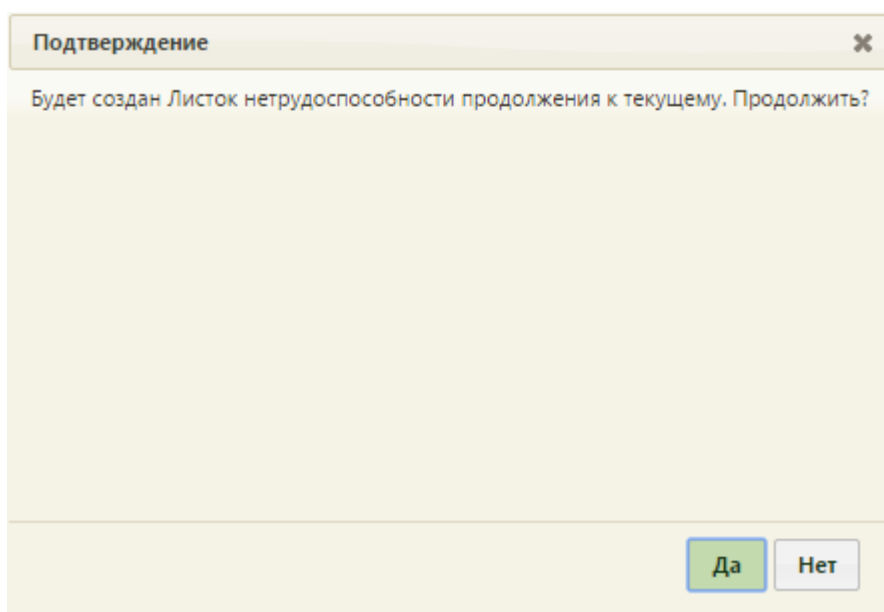 Подтверждение
Будет создан Листок нетрудоспособности продолжения к текущему. Продолжить?
Да Нет